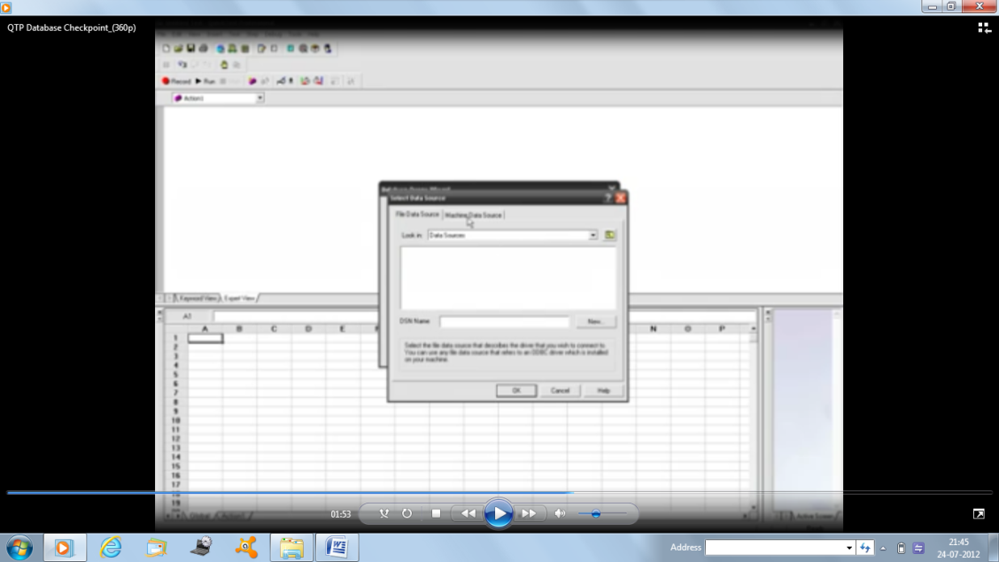 QTP Database Checkpoint_(360p)
Record Run
Action1
Select Data Source
File Data Source Machine Data Source
Look in: Data Sources
Keyword View Expert View
DSN Name New...
A1
A B C D E N O P
1
2
3
4
5
6
7
8
9
10
11
12
13
14
15
16
17
18
19
Select the file data source that describes the driver that you wish to connect to.
You can use any file data source that refers to an ODBC driver which is installed
on your machine.
OK Cancel Help
Global Action1
Active Screen
01:53
Address
21:45
24-07-2012